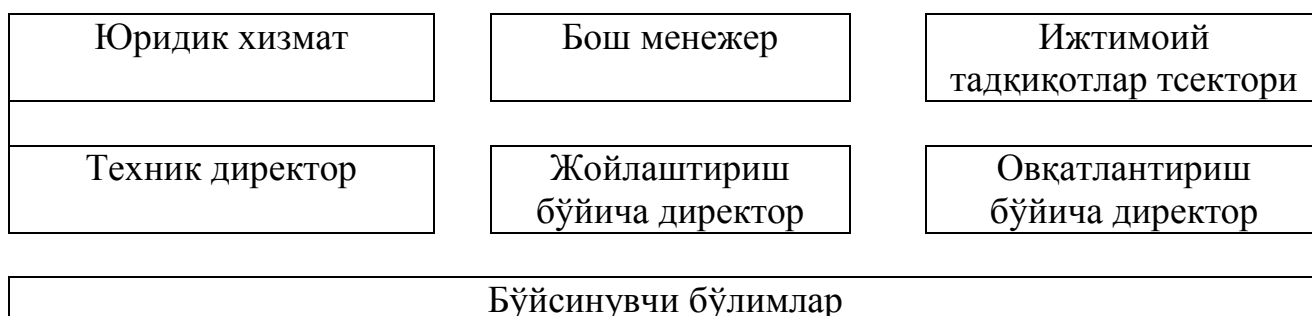 Юридик хизмат
Бош менежер
Ижтимоий
тадқиқотлар тсектори
Техник директор
Жойлаштириш
бўйича директор
Овқатлантириш
бўйича директор
Бўйсинувчи бўлимлар